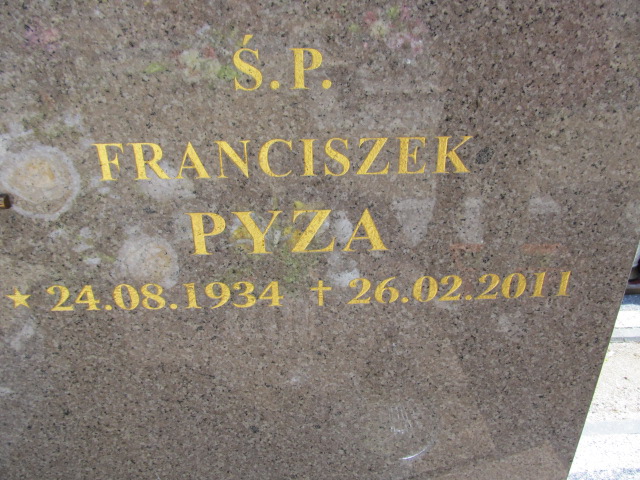 Ś.P.
FRANCISZEK
PYZA
★ 24.08.1934 † 26.02.2011